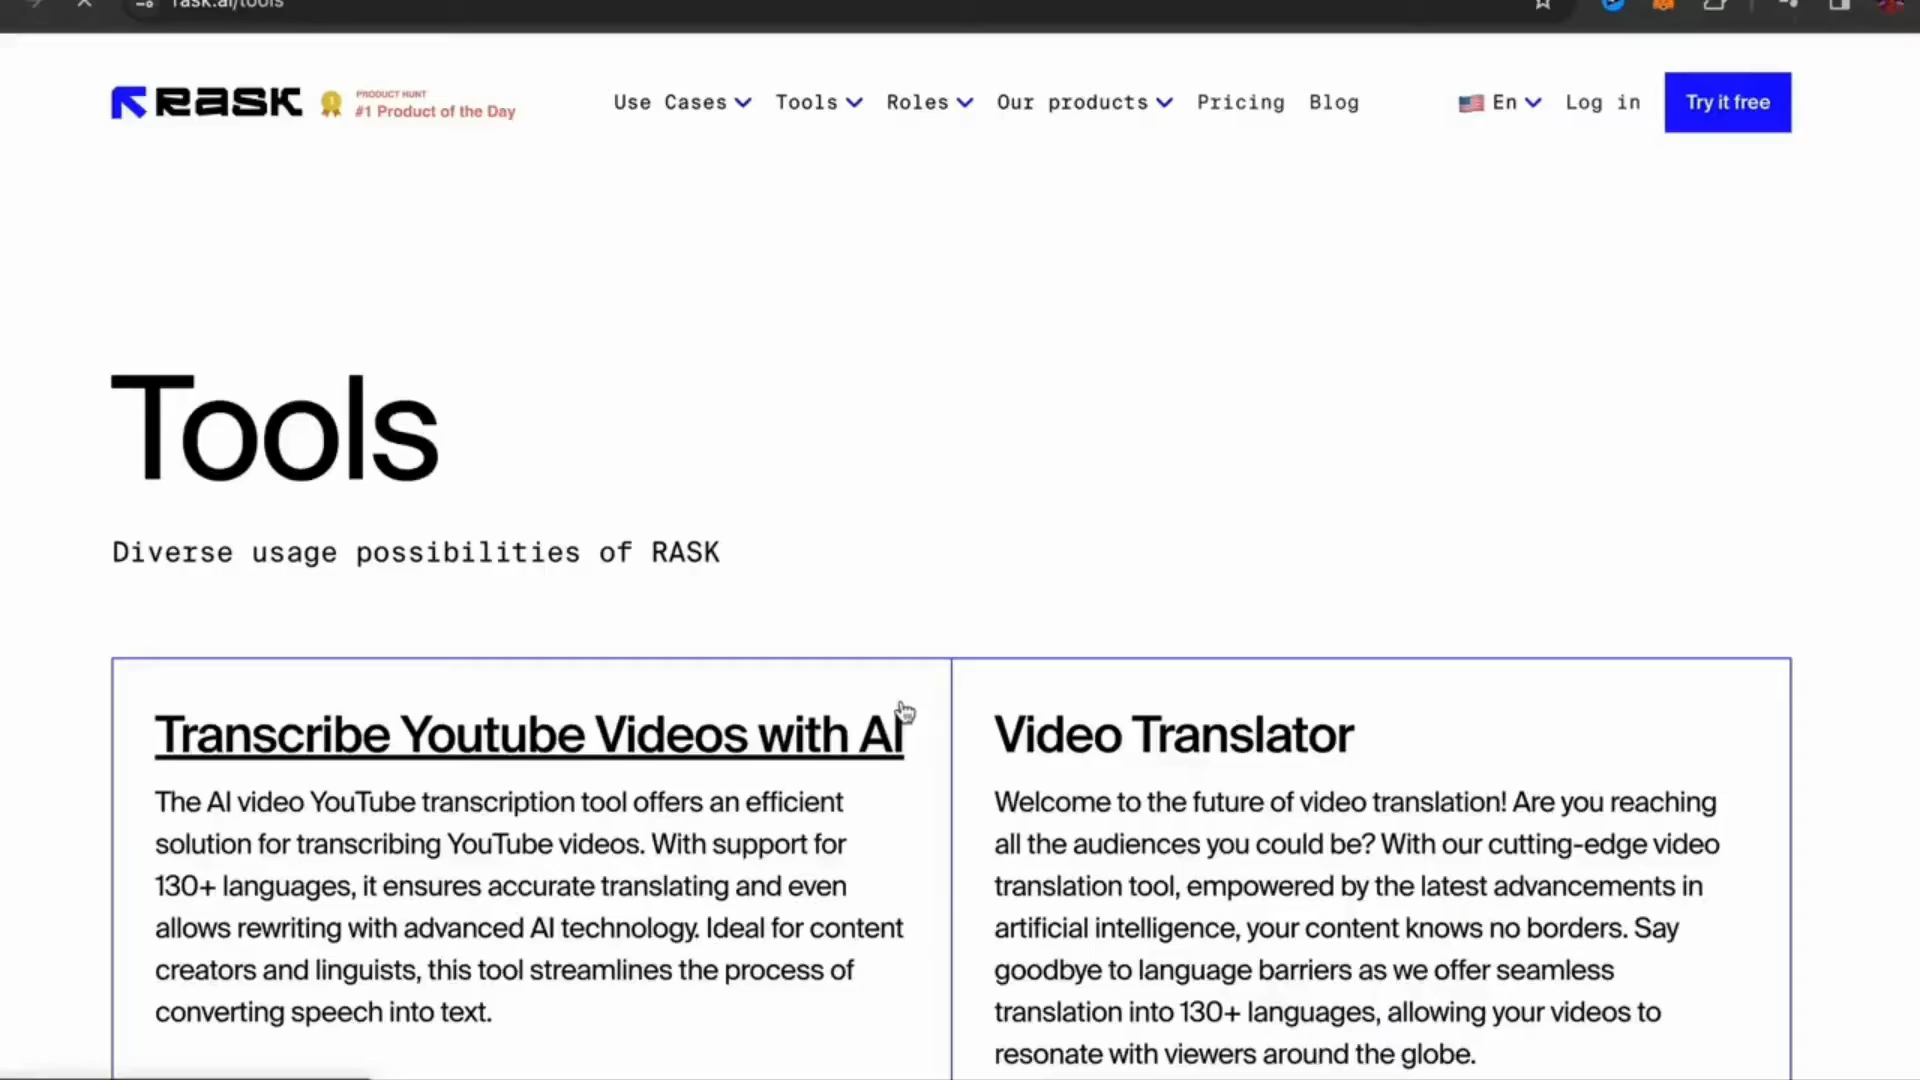 rask.ai/tools
RASK
PRODUCT HUNT
#1 Product of the Day
Use Cases
Tools
Roles
Our products
Pricing
Blog
En
Log in
Try it free
Tools
Diverse usage possibilities of RASK
Transcribe Youtube Videos with AI
The AI video YouTube transcription tool offers an efficient
solution for transcribing YouTube videos. With support for
130+ languages, it ensures accurate translating and even
allows rewriting with advanced AI technology. Ideal for content
creators and linguists, this tool streamlines the process of
converting speech into text.
Video Translator
Welcome to the future of video translation! Are you reaching
all the audiences you could be? With our cutting-edge video
translation tool, empowered by the latest advancements in
artificial intelligence, your content knows no borders. Say
goodbye to language barriers as we offer seamless
translation into 130+ languages, allowing your videos to
resonate with viewers around the globe.